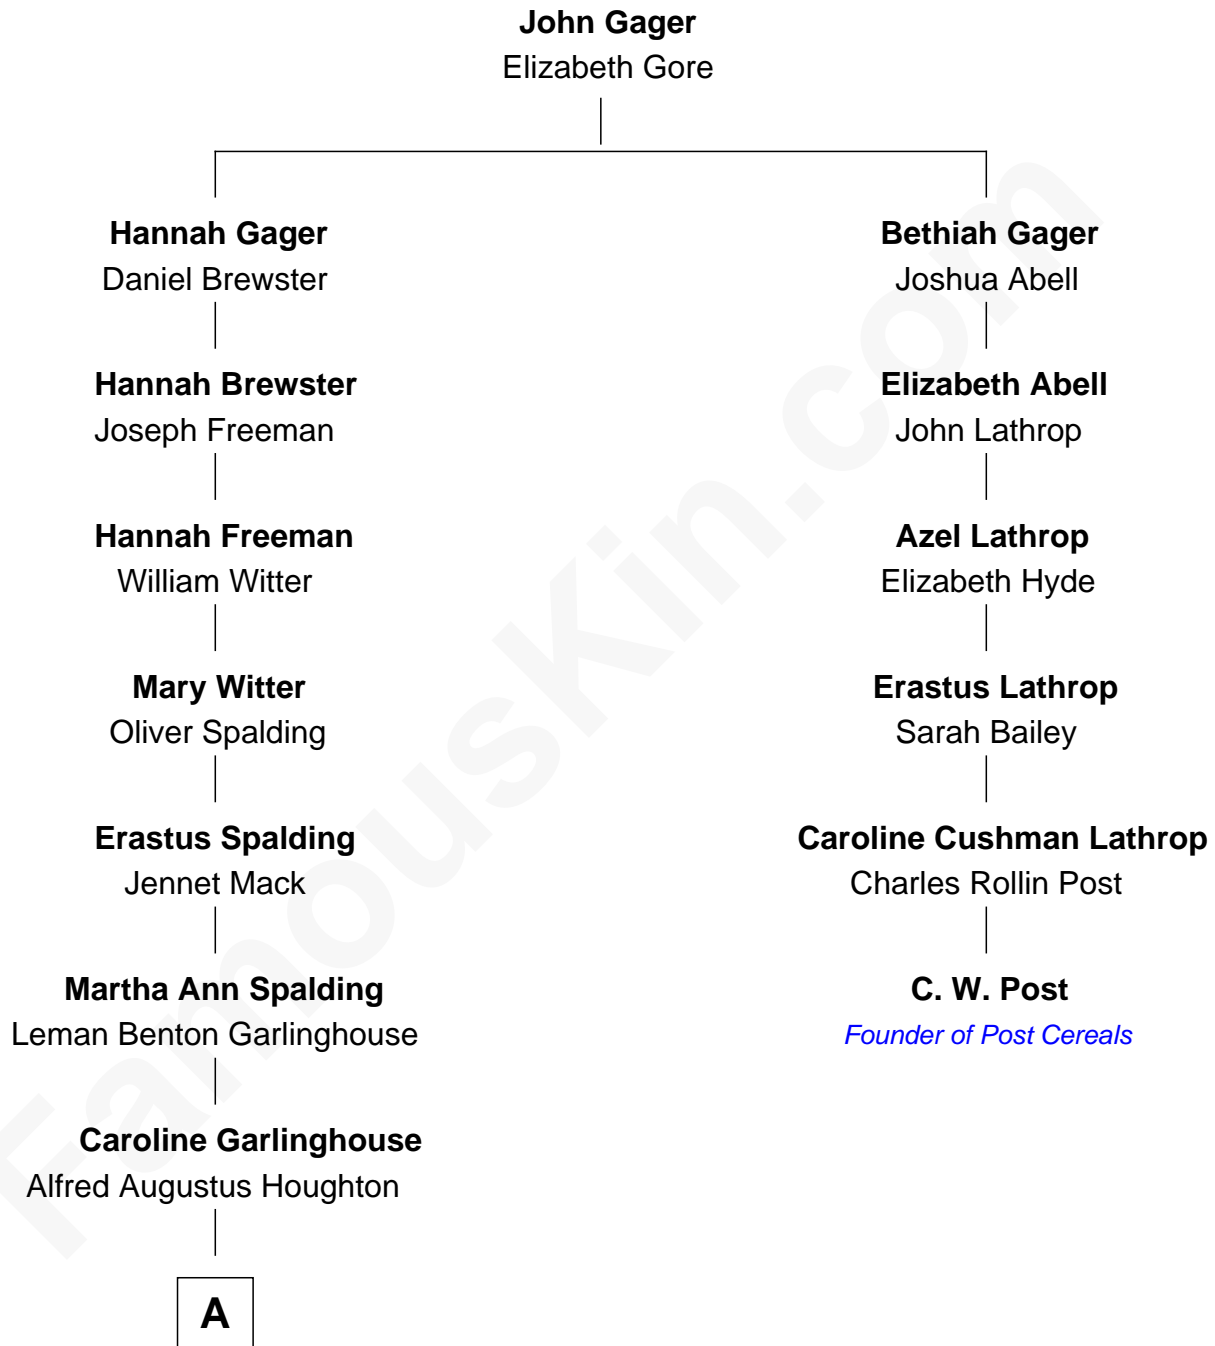 John Gager
Elizabeth Gore
Hannah Gager
Daniel Brewster
Bethiah Gager
Joshua Abell
Hannah Brewster
Joseph Freeman
Elizabeth Abell
John Lathrop
Hannah Freeman
William Witter
Azel Lathrop
Elizabeth Hyde
Mary Witter
Oliver Spalding
Erastus Lathrop
Sarah Bailey
Erastus Spalding
Jennet Mack
Caroline Cushman Lathrop
Charles Rollin Post
Martha Ann Spalding
Leman Benton Garlinghouse
C. W. Post
Founder of Post Cereals
Caroline Garlinghouse
Alfred Augustus Houghton
A
FamousKin.com